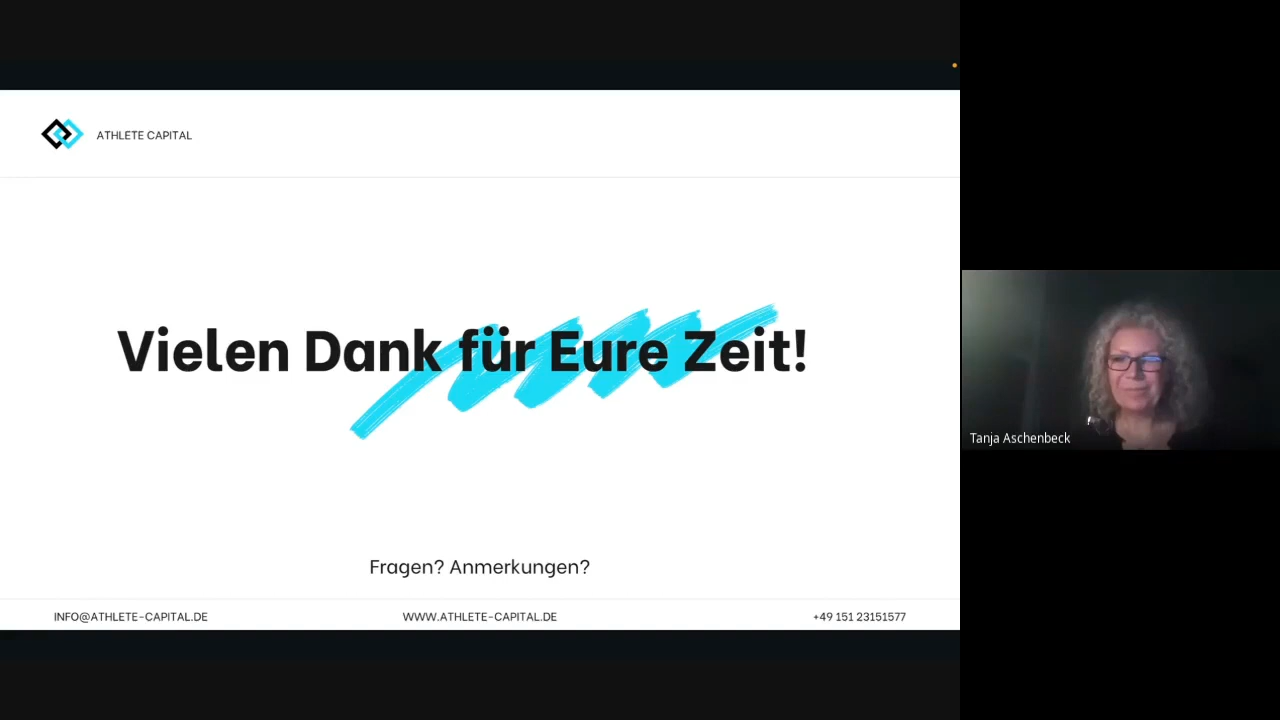 ATHLETE CAPITAL
Vielen Dank für Eure Zeit!
Tanja Aschenbeck
Fragen? Anmerkungen?
INFO@ATHLETE-CAPITAL.DE
WWW.ATHLETE-CAPITAL.DE
+49 151 23151577